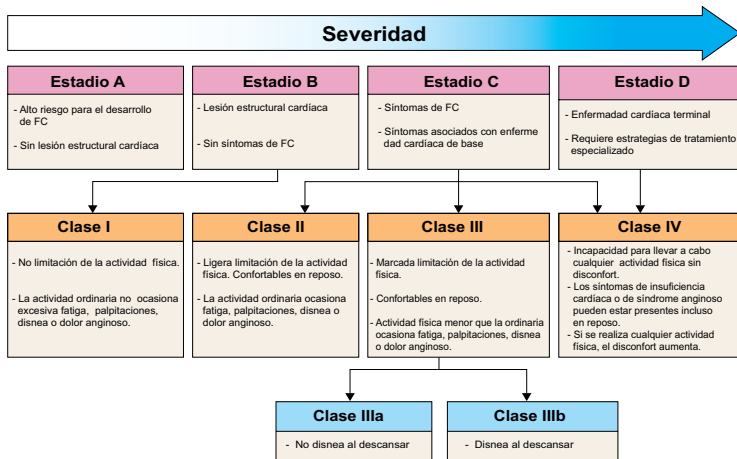 Severidad
Estadio A
- Alto riesgo para el desarrollo
de FC
- Sin lesión estructural cardíaca
Estadio B
- Lesión estructural cardíaca
- Sin síntomas de FC
Estadio C
- Síntomas de FC
- Síntomas asociados con enferme
dad cardíaca de base
Estadio D
- Enfermadad cardíaca terminal
- Requiere estrategias de tratamiento
especializado
Clase I
- No limitación de la actividad física.
- La actividad ordinaria no ocasiona
excesiva fatiga, palpitaciones,
disnea o dolor anginoso.
Clase II
- Ligera limitación de la actividad
física. Confortables en reposo.
- La actividad ordinaria ocasiona
fatiga, palpitaciones, disnea o
dolor anginoso.
Clase III
- Marcada limitación de la actividad
física.
- Confortables en reposo.
- Actividad física menor que la ordinaria
ocasiona fatiga, palpitaciones, disnea
o dolor anginoso.
Clase IV
- Incapacidad para llevar a cabo
cualquier actividad física sin
disconfort.
- Los síntomas de insuficiencia
cardíaca o de síndrome anginoso
pueden estar presentes incluso
en reposo.
- Si se realiza cualquier actividad
física, el disconfort aumenta.
Clase IIIa
- No disnea al descansar
Clase IIIb
- Disnea al descansar